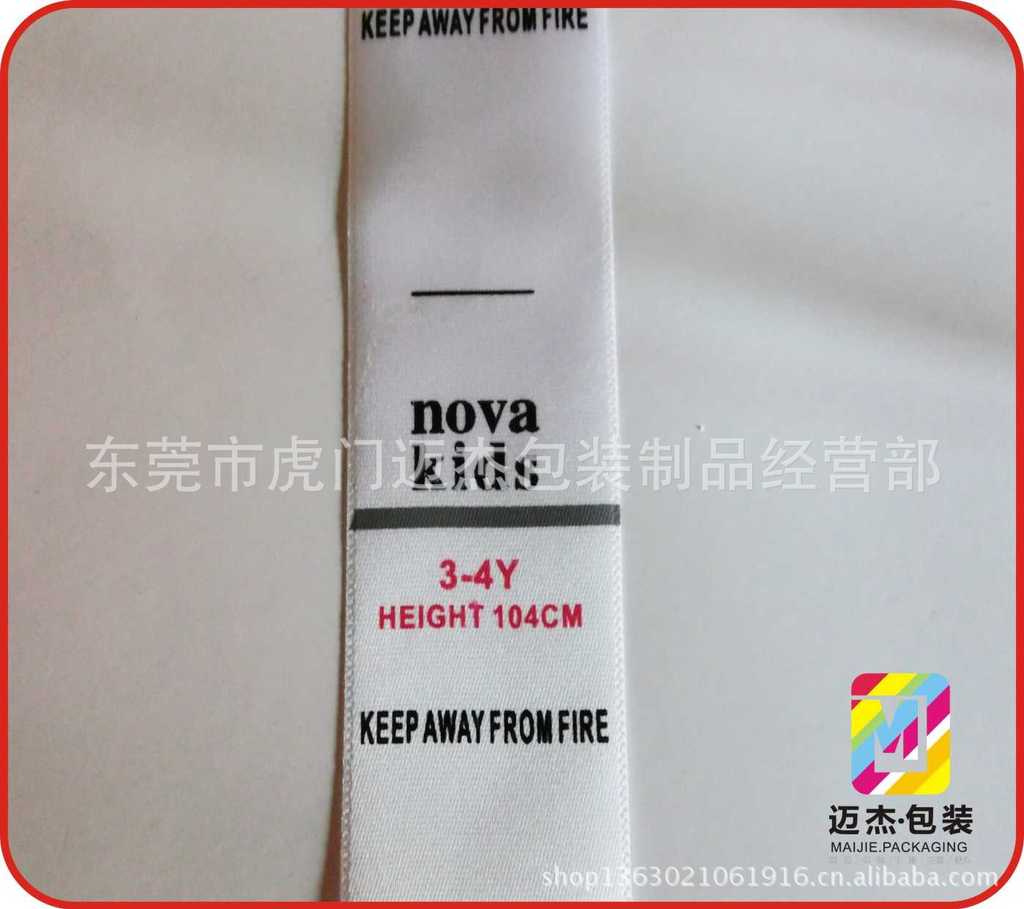 KEEP AWAY FROM FIRE
nova
kids
东莞市虎门迈杰包装制品经营部
3-4Y
HEIGHT 104CM
KEEP AWAY FROM FIRE
迈杰·包装
MAIJIE.PACKAGING
shop1363021061916.cn.alibaba.com